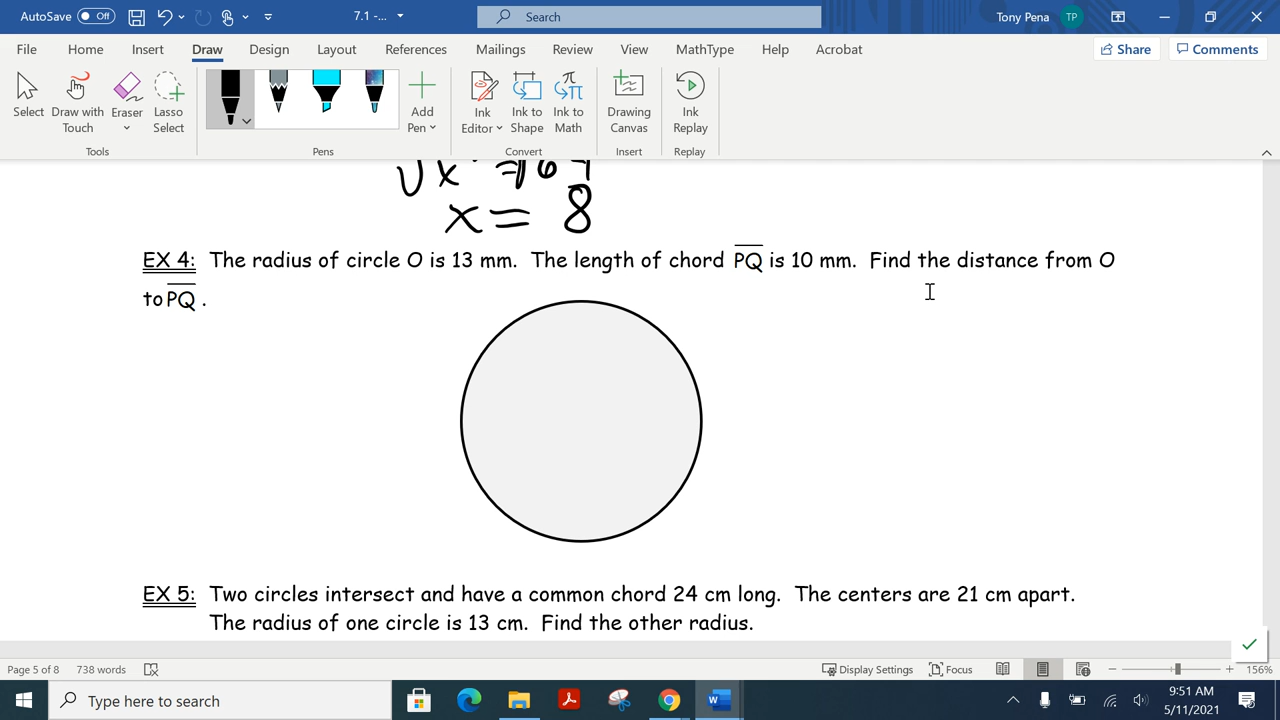 AutoSave Off 7.1 -... Search Tony Pena TP
File Home Insert Draw Design Layout References Mailings Review View MathType Help Acrobat Share Comments
Select Draw with Touch Eraser Lasso Select Add Pen Ink Editor Ink to Shape Ink to Math Drawing Canvas Ink Replay
Tools Pens Convert Insert Replay
x = 8
EX 4: The radius of circle O is 13 mm. The length of chord PQ is 10 mm. Find the distance from O
to PQ .
EX 5: Two circles intersect and have a common chord 24 cm long. The centers are 21 cm apart.
The radius of one circle is 13 cm. Find the other radius.
Page 5 of 8 738 words Display Settings Focus 156%
Type here to search
9:51 AM
5/11/2021